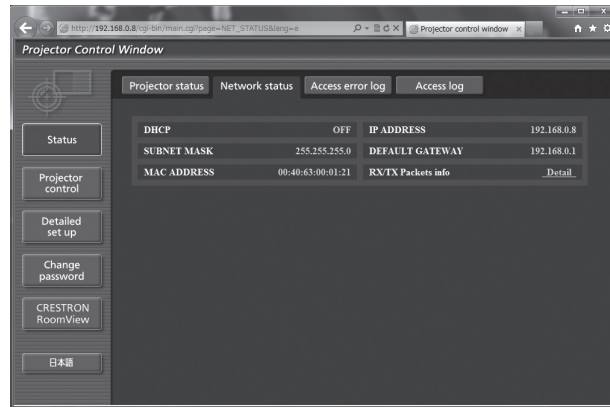 http://192.168.0.8/cgi-bin/main.cgi?page=NET_STATUS&lang=e
Projector control window
Projector Control Window
Projector status
Network status
Access error log
Access log
Status
Projector control
Detailed set up
Change password
CRESTRON RoomView
日本語
DHCP OFF IP ADDRESS 192.168.0.8
SUBNET MASK 255.255.255.0 DEFAULT GATEWAY 192.168.0.1
MAC ADDRESS 00:40:63:00:01:21 RX/TX Packets info Detail